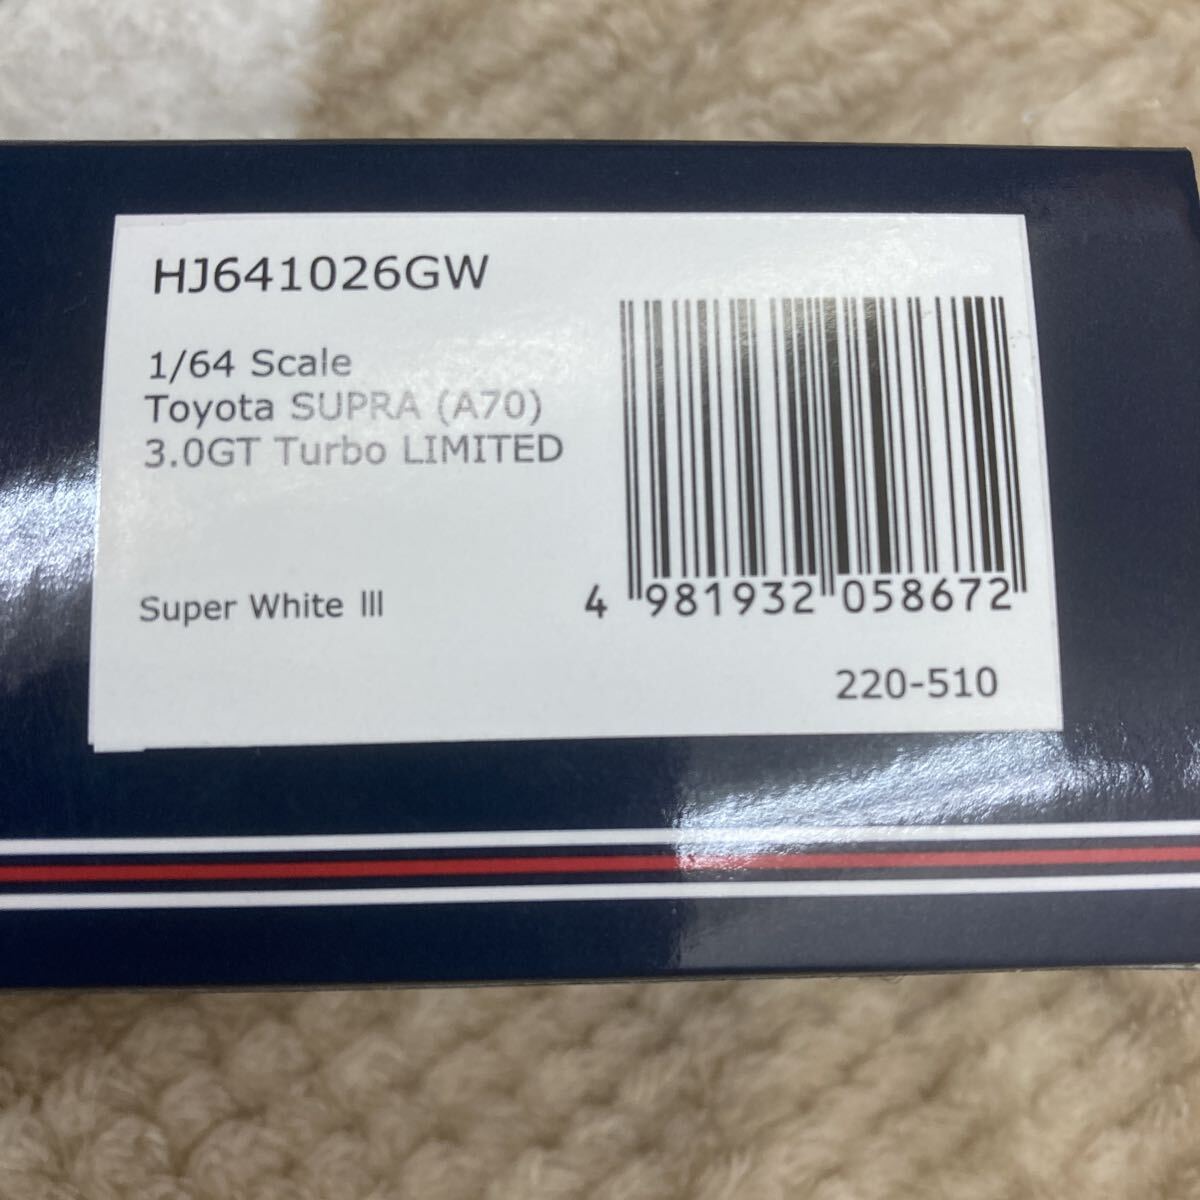 HJ641026GW
1/64 Scale
Toyota SUPRA (A70)
3.0GT Turbo LIMITED
Super White III
4 981932 058672
220-510